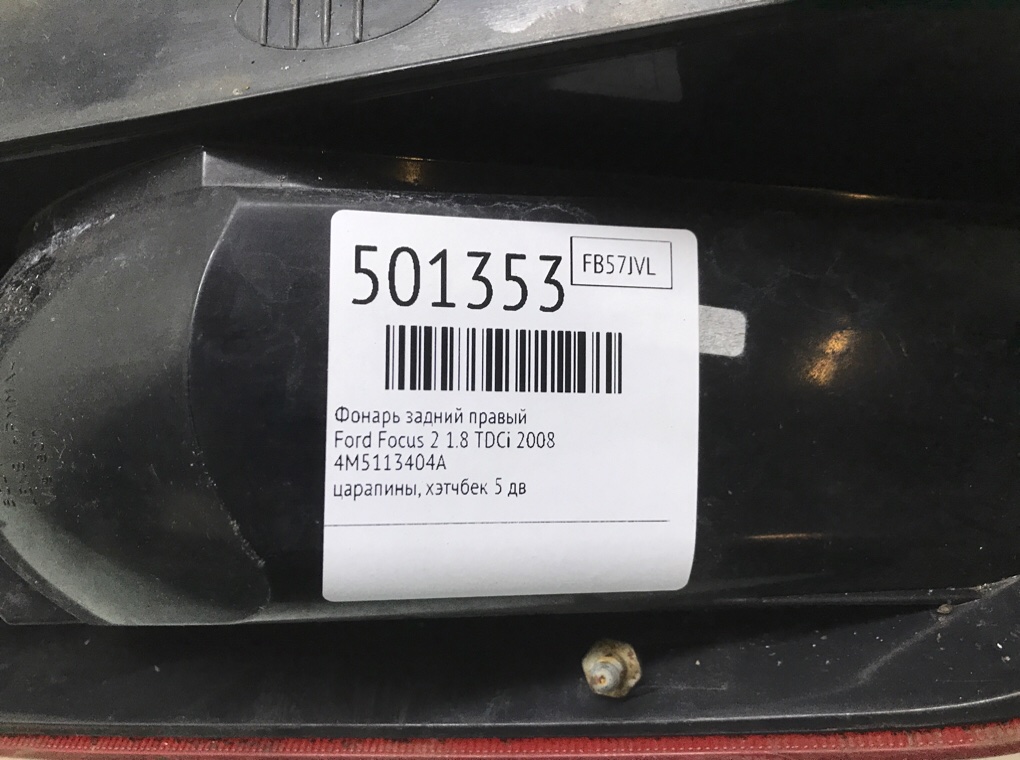 501353
FB57JVL
Фонарь задний правый
Ford Focus 2 1.8 TDCi 2008
4M5113404A
царапины, хэтчбек 5 дв